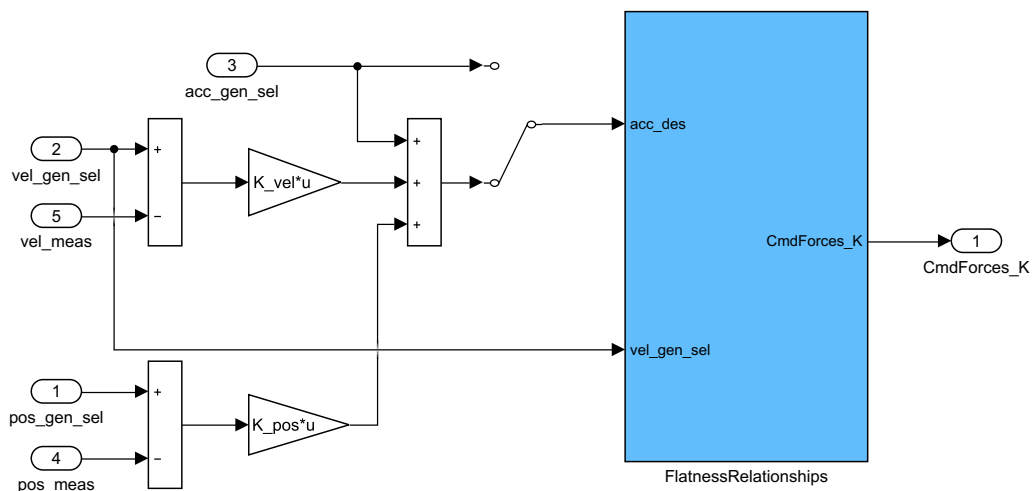 3
acc_gen_sel
2
vel_gen_sel
5
vel_meas
+
−
K_vel*u
+
+
+
acc_des
CmdForces_K
vel_gen_sel
1
CmdForces_K
1
pos_gen_sel
4
pos_meas
+
−
K_pos*u
FlatnessRelationships